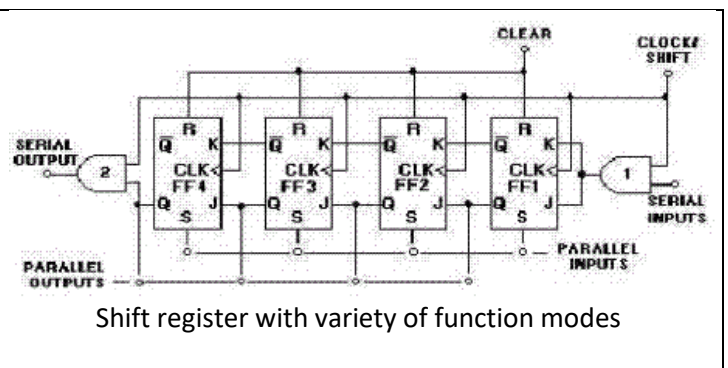 CLEAR
CLOCK/
SHIFT
R R R R
Q̅ K Q̅ K Q̅ K Q̅ K
SERIAL
OUTPUT
2
CLK CLK CLK CLK
FF4 FF3 FF2 FF1
1
Q J Q J Q J Q J
SERIAL
INPUTS
S S S S
PARALLEL
INPUTS
PARALLEL
OUTPUTS
Shift register with variety of function modes